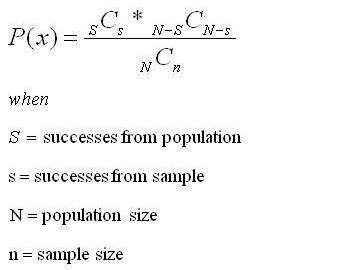 P(x) = \frac{{}_{S}C_{s} * {}_{N-S}C_{N-s}}{{}_{N}C_{n}}
when
S = successes from population
s = successes from sample
N = population size
n = sample size